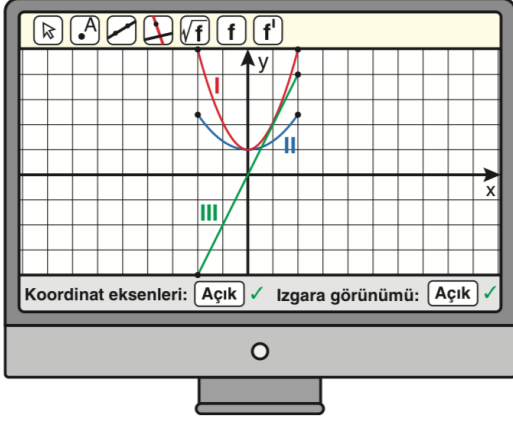 A √f f f'
y
I
II
x
III
Koordinat eksenleri: Açık ✓ Izgara görünümü: Açık ✓